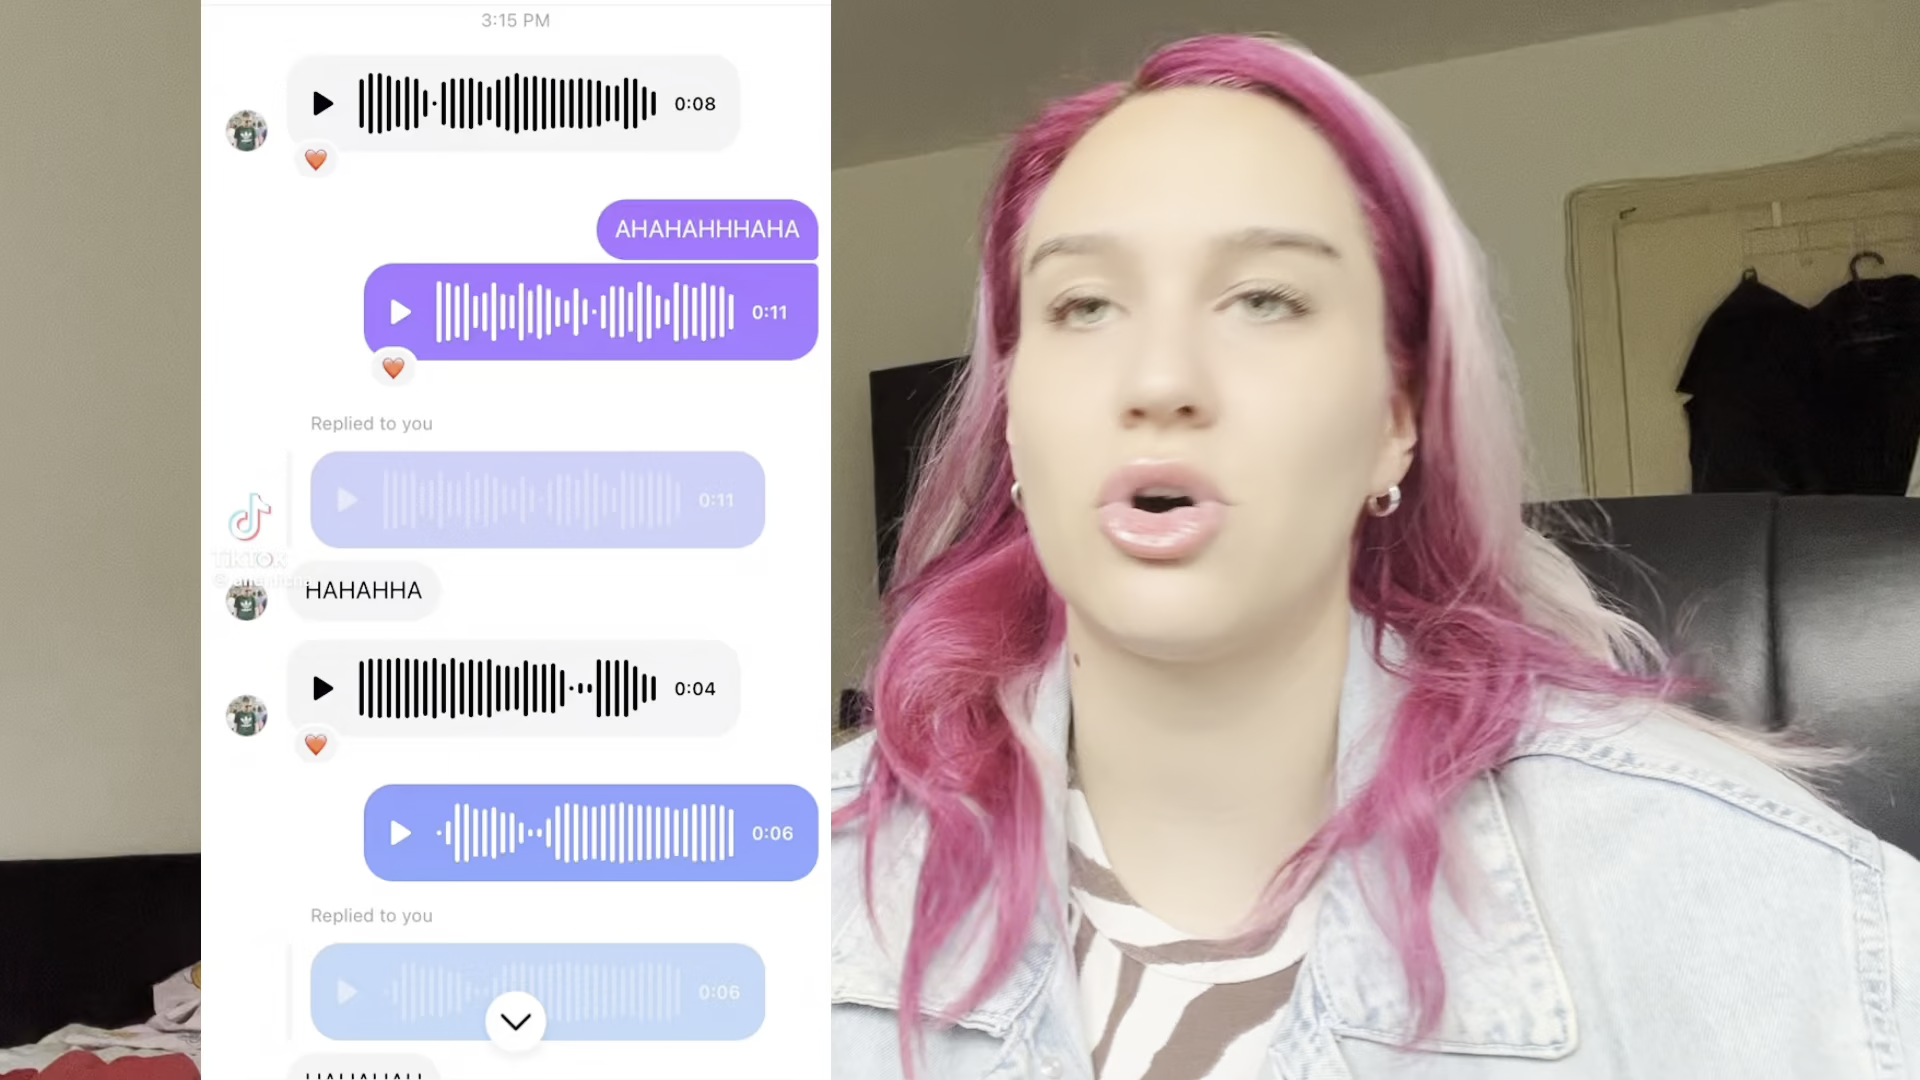 3:15 PM
0:08
AHAHAHHHAHA
0:11
Replied to you
0:11
TikTok
HAHAHHA
0:04
0:06
Replied to you
0:06